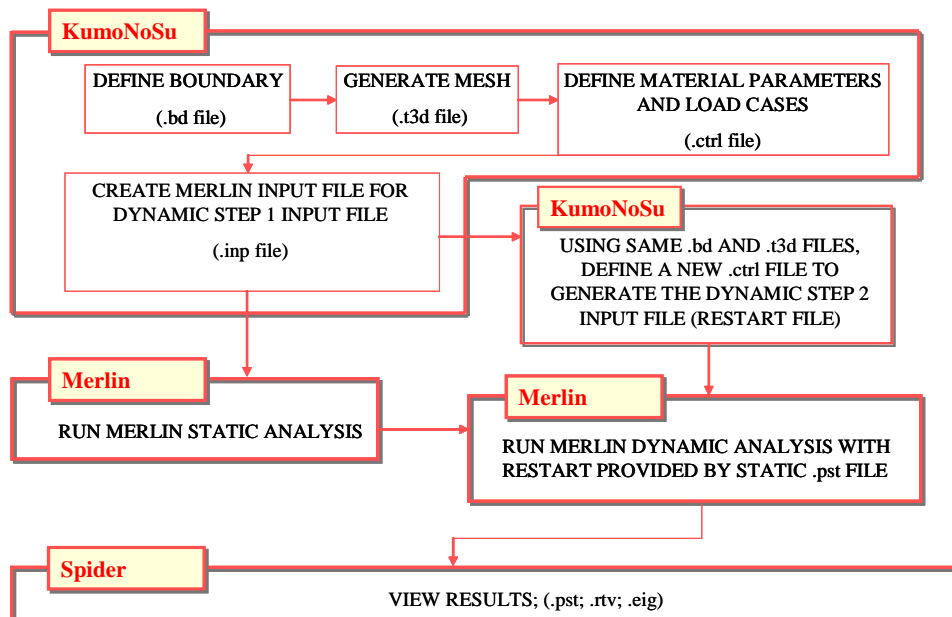 KumoNoSu
DEFINE BOUNDARY
(.bd file)
GENERATE MESH
(.t3d file)
DEFINE MATERIAL PARAMETERS
AND LOAD CASES
(.ctrl file)
CREATE MERLIN INPUT FILE FOR
DYNAMIC STEP 1 INPUT FILE
(.inp file)
KumoNoSu
USING SAME .bd AND .t3d FILES,
DEFINE A NEW .ctrl FILE TO
GENERATE THE DYNAMIC STEP 2
INPUT FILE (RESTART FILE)
Merlin
RUN MERLIN STATIC ANALYSIS
Merlin
RUN MERLIN DYNAMIC ANALYSIS WITH
RESTART PROVIDED BY STATIC .pst FILE
Spider
VIEW RESULTS; (.pst; .rtv; .eig)